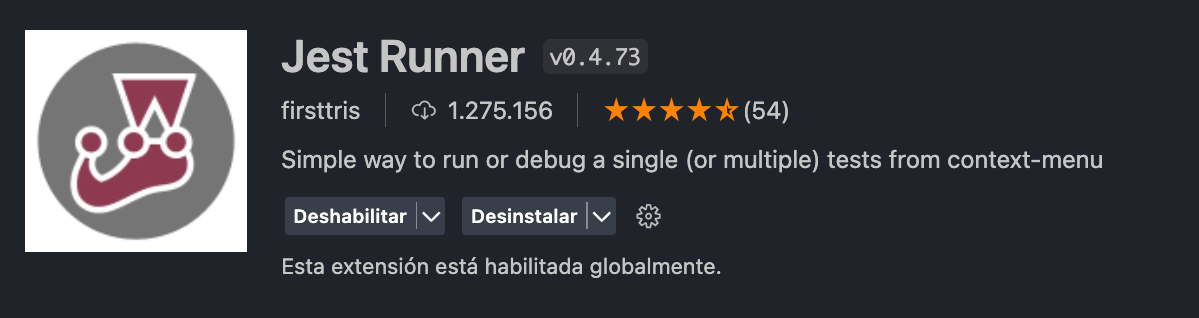 Jest Runner v0.4.73
firsttris 1.275.156 (54)
Simple way to run or debug a single (or multiple) tests from context-menu
Deshabilitar Desinstalar
Esta extensión está habilitada globalmente.